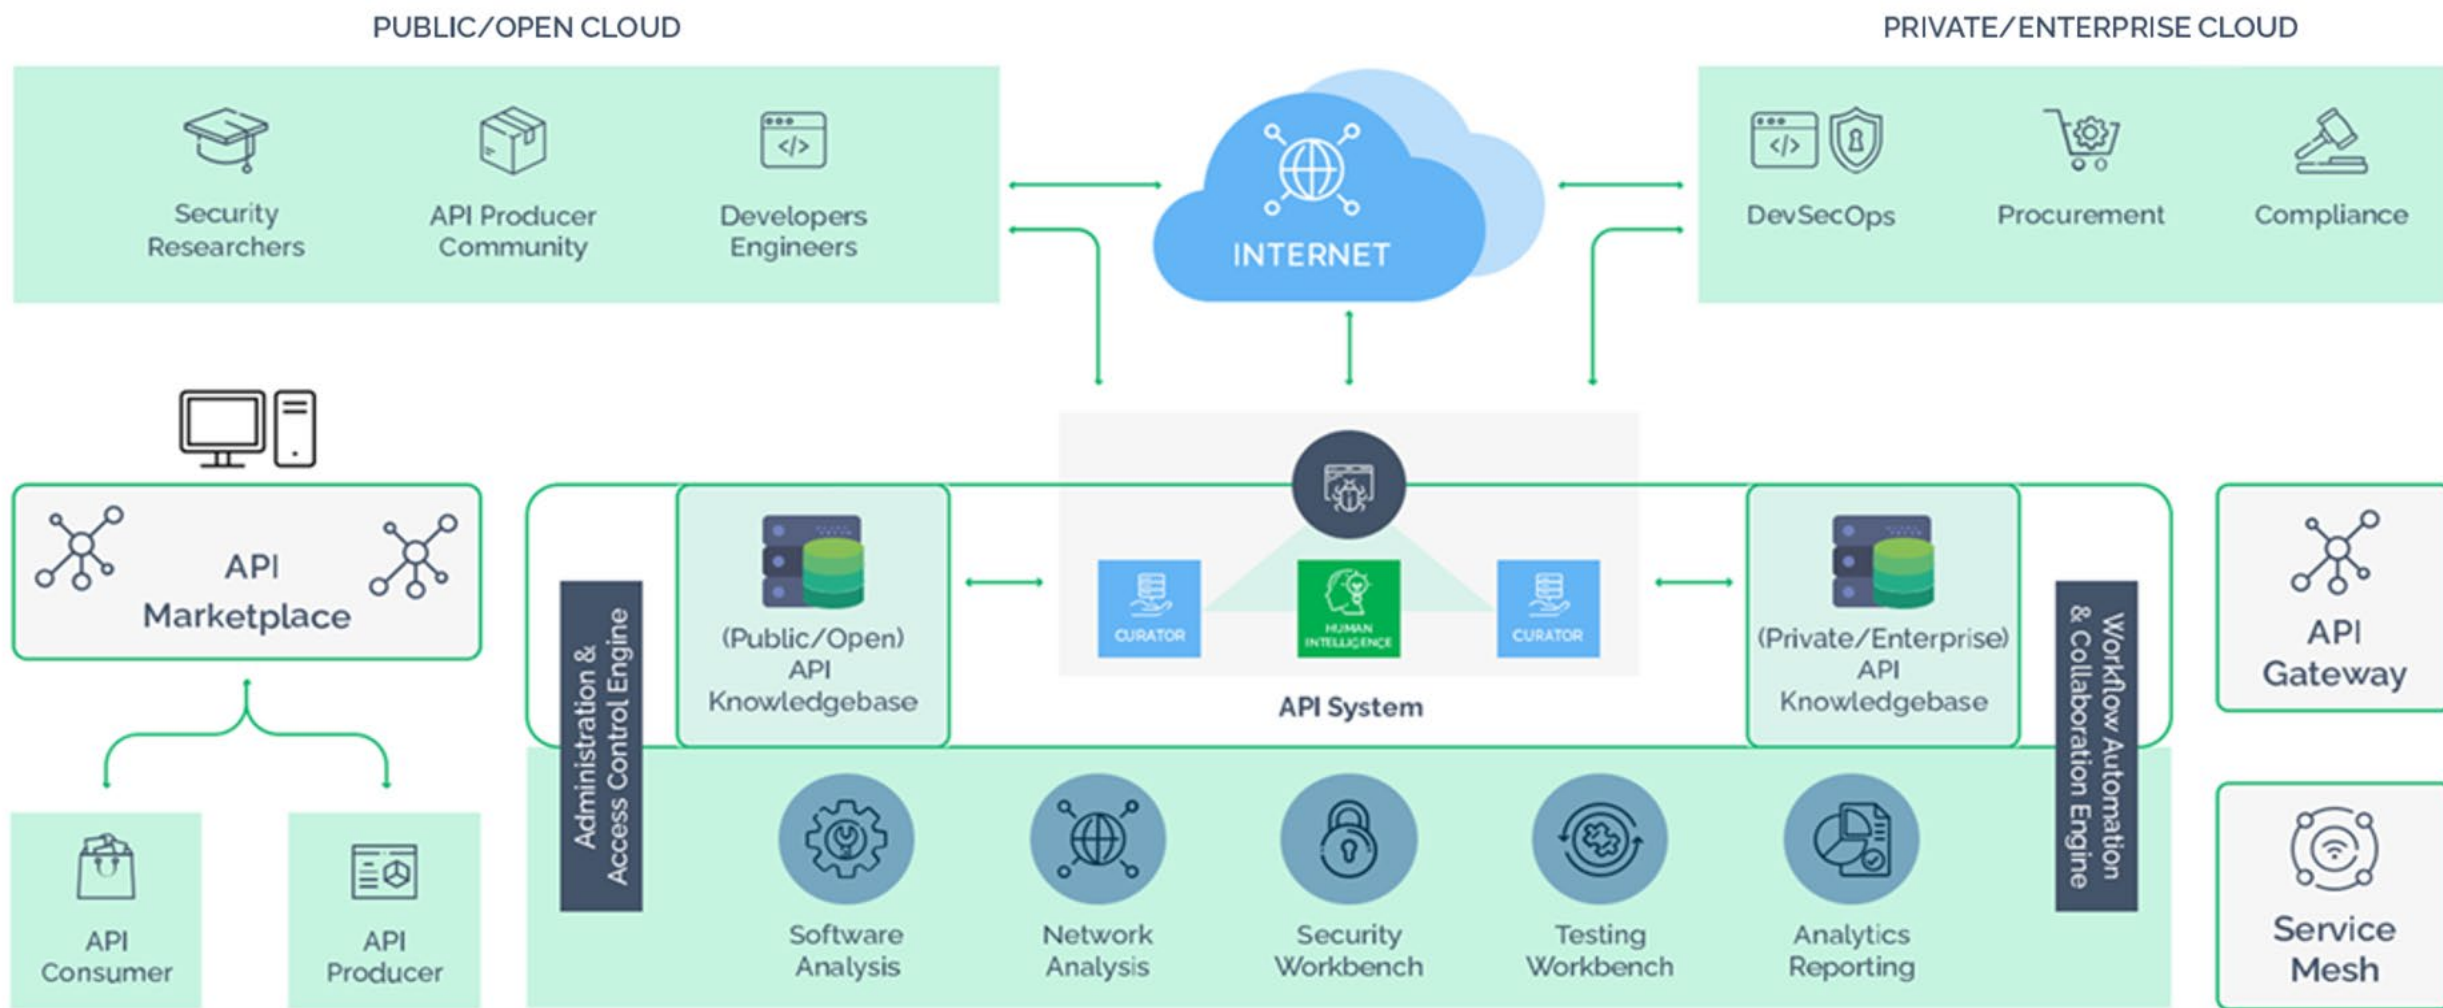 PUBLIC/OPEN CLOUD
PRIVATE/ENTERPRISE CLOUD
Security
Researchers
API Producer
Community
Developers
Engineers
INTERNET
DevSecOps
Procurement
Compliance
API
Marketplace
Administration &
Access Control Engine
(Public/Open)
API
Knowledgebase
CURATOR
HUMAN
INTELLIGENCE
CURATOR
API System
(Private/Enterprise)
API
Knowledgebase
Workflow Automation
& Collaboration Engine
API
Gateway
API
Consumer
API
Producer
Software
Analysis
Network
Analysis
Security
Workbench
Testing
Workbench
Analytics
Reporting
Service
Mesh